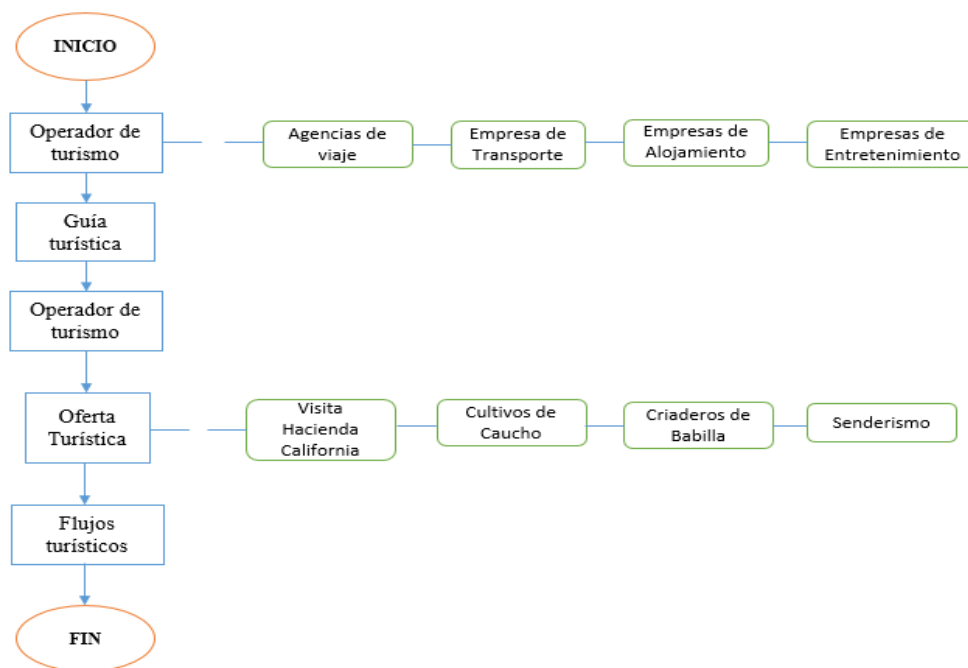 INICIO
Operador de
turismo
Agencias de
viaje
Empresa de
Transporte
Empresas de
Alojamiento
Empresas de
Entretenimiento
Guía
turística
Operador de
turismo
Oferta
Turística
Visita
Hacienda
California
Cultivos de
Caucho
Criaderos de
Babilla
Senderismo
Flujos
turísticos
FIN